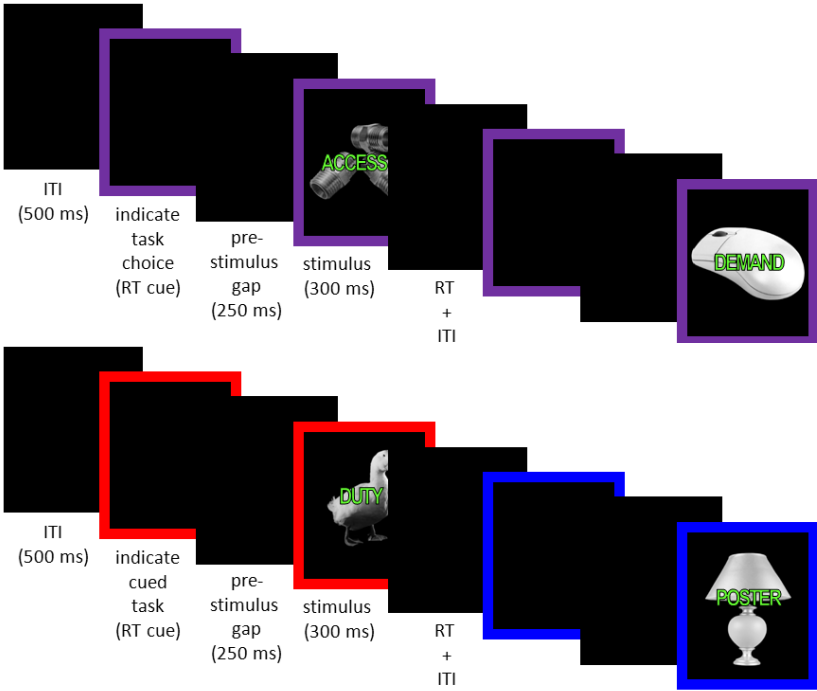 ACCESS
DEMAND
ITI
(500 ms)
indicate
task
choice
(RT cue)
pre-
stimulus
gap
(250 ms)
stimulus
(300 ms)
RT
+
ITI
DUTY
POSTER
ITI
(500 ms)
indicate
cued
task
(RT cue)
pre-
stimulus
gap
(250 ms)
stimulus
(300 ms)
RT
+
ITI